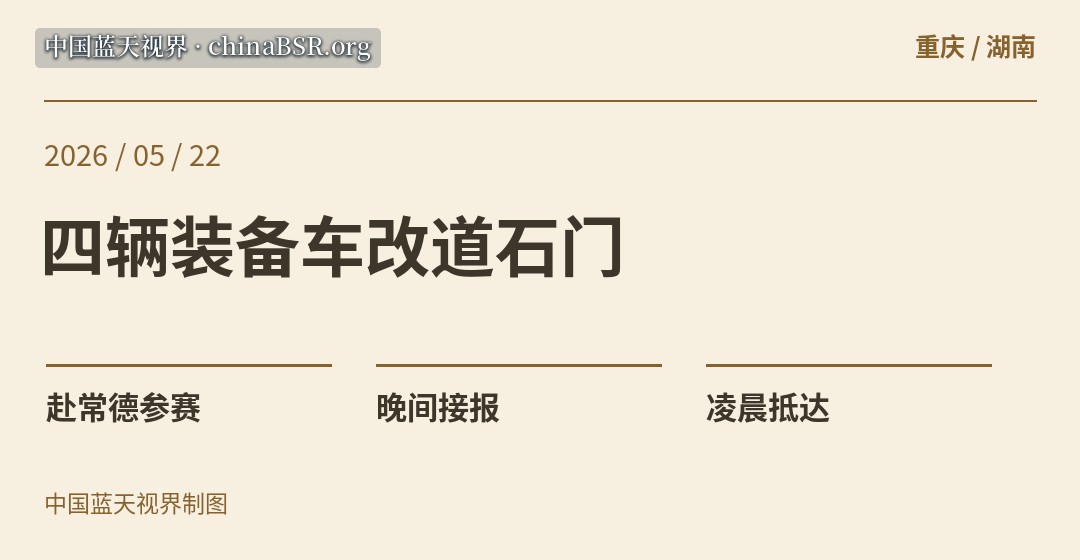 中国蓝天视界 · chinaBSR.org
重庆 / 湖南
2026 / 05 / 22
四辆装备车改道石门
赴常德参赛
晚间接报
凌晨抵达
中国蓝天视界制图